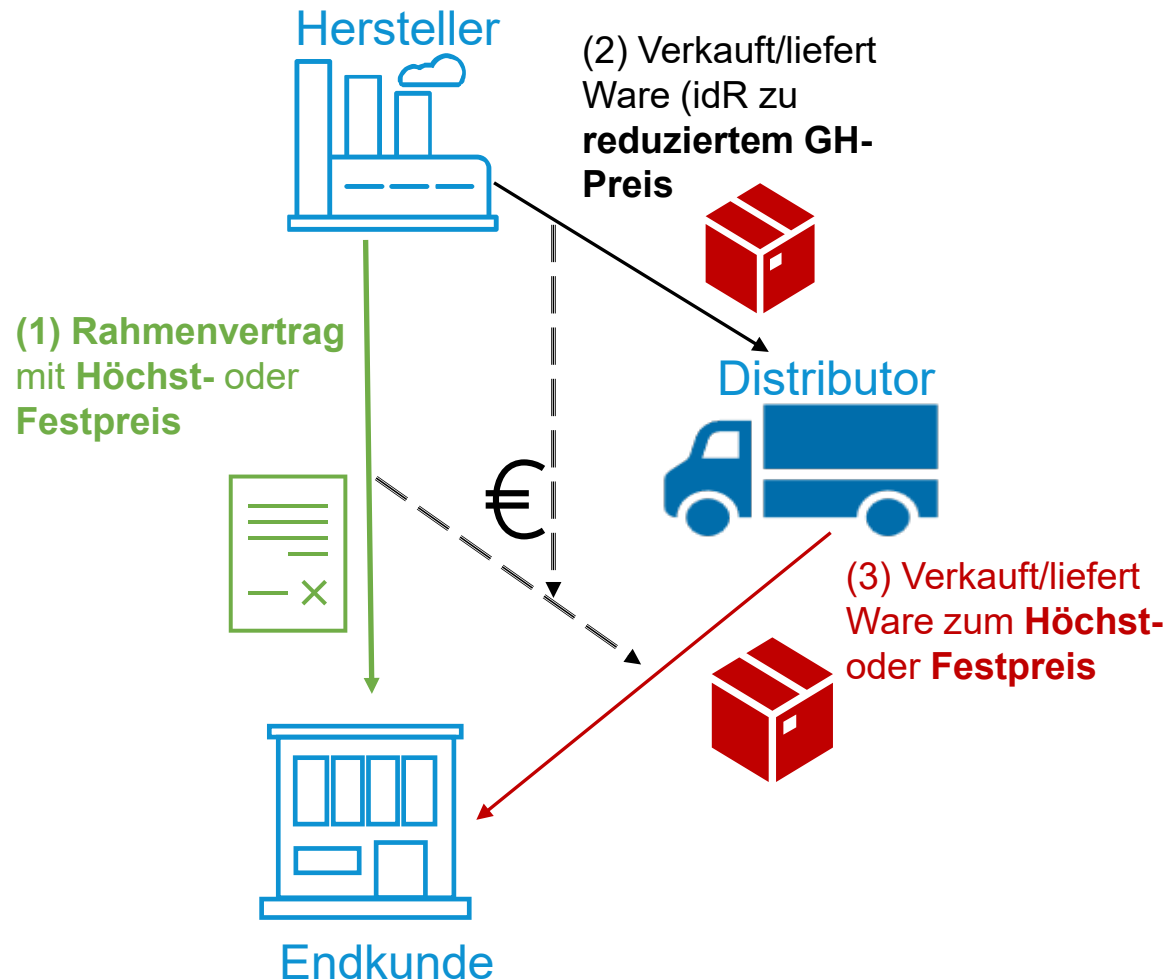 Hersteller
(2) Verkauft/liefert
Ware (idR zu
reduziertem GH-
Preis
(1) Rahmenvertrag
mit Höchst- oder
Festpreis
Distributor
€
(3) Verkauft/liefert
Ware zum Höchst-
oder Festpreis
Endkunde